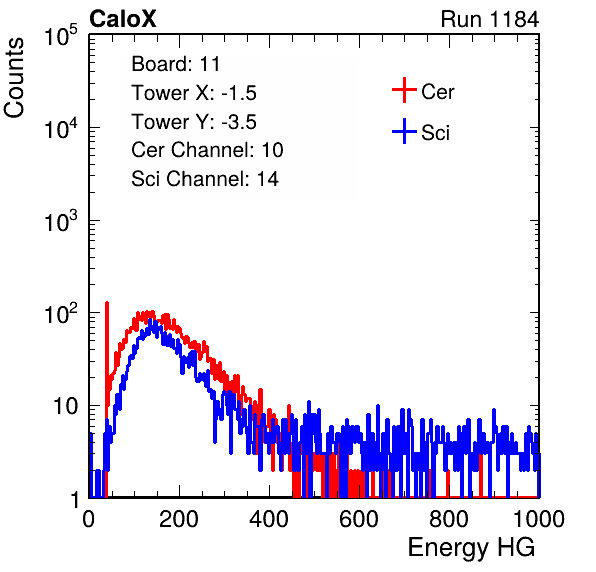 CaloX Run 1184
Counts
10^5
10^4
10^3
10^2
10
1
Board: 11
Tower X: -1.5
Tower Y: -3.5
Cer Channel: 10
Sci Channel: 14
Cer
Sci
0 200 400 600 800 1000
Energy HG